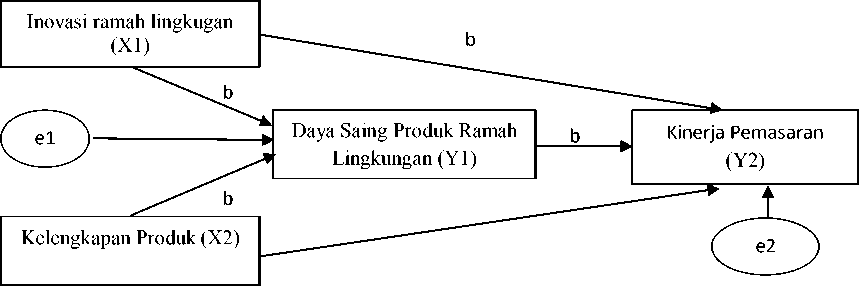 Inovasi ramah lingkugan
(X1)
b
b
e1
Daya Saing Produk Ramah
Lingkungan (Y1)
b
Kinerja Pemasaran
(Y2)
b
Kelengkapan Produk (X2)
e2